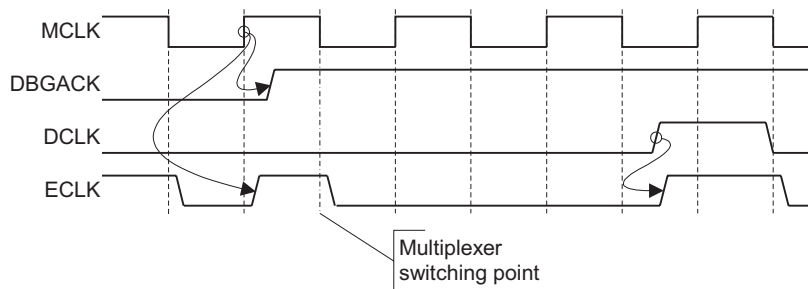 MCLK
DBGACK
DCLK
ECLK
Multiplexer
switching point